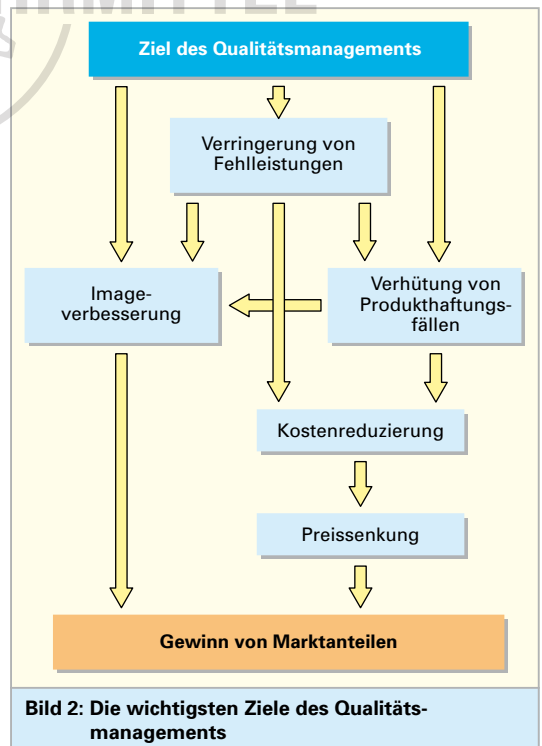 Ziel des Qualitätsmanagements
Verringerung von
Fehlleistungen
Image-
verbesserung
Verhütung von
Produkthaftungs-
fällen
Kostenreduzierung
Preissenkung
Gewinn von Marktanteilen
Bild 2: Die wichtigsten Ziele des Qualitäts-
managements